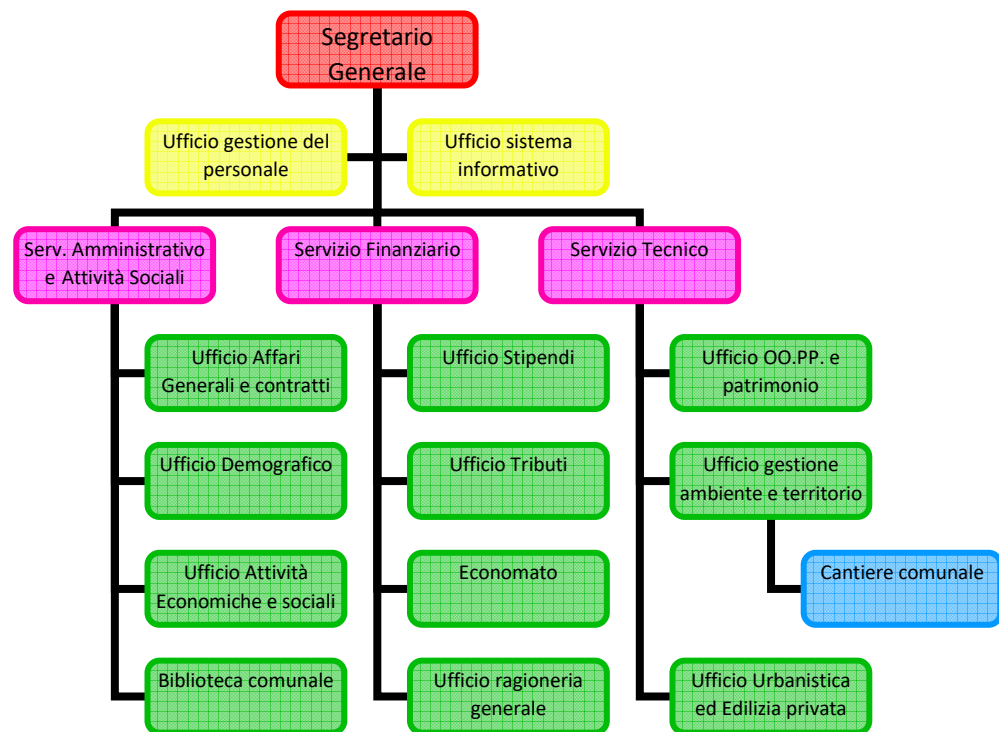 Segretario
Generale
Ufficio gestione del
personale
Ufficio sistema
informativo
Serv. Amministrativo
e Attività Sociali
Servizio Finanziario
Servizio Tecnico
Ufficio Affari
Generali e contratti
Ufficio Stipendi
Ufficio OO.PP. e
patrimonio
Ufficio Demografico
Ufficio Tributi
Ufficio gestione
ambiente e territorio
Ufficio Attività
Economiche e sociali
Economato
Cantiere comunale
Biblioteca comunale
Ufficio ragioneria
generale
Ufficio Urbanistica
ed Edilizia privata